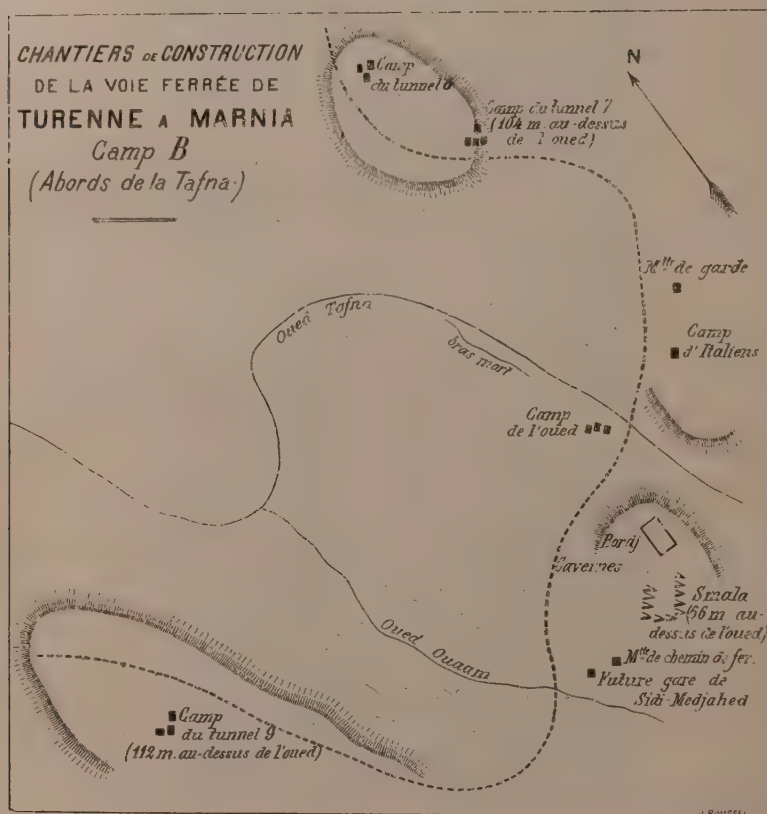 CHANTIERS DE CONSTRUCTION
DE LA VOIE FERRÉE DE
TURENNE A MARNIA
Camp B
(Abords de la Tafna)
Camp
du tunnel 8
Camp du tunnel 7
(104 m. au-dessus
de l'oued)
N
Mtte de garde
Camp
d'Italiens
Oued Tafna
bras mort
Camp
de l'oued
Bordj
Cavernes
Smala
(56 m au-
dessus de l'oued)
Oued Ouaam
Mtte de chemin de fer.
Future gare de
Sidi-Medjahed
Camp
du tunnel 9
(112 m. au-dessus de l'oued)